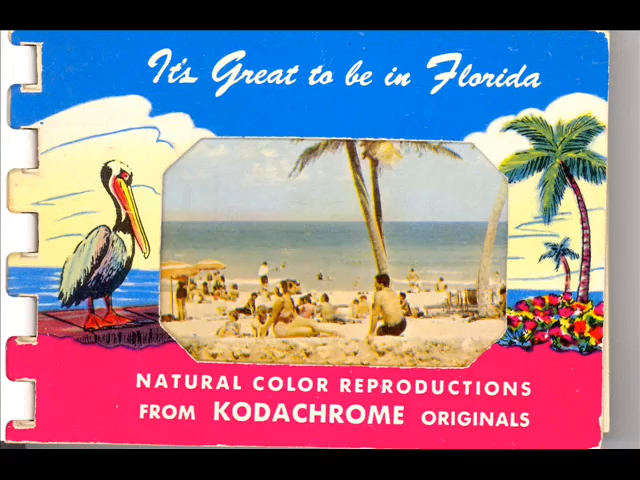 It's Great to be in Florida
NATURAL COLOR REPRODUCTIONS
FROM KODACHROME ORIGINALS